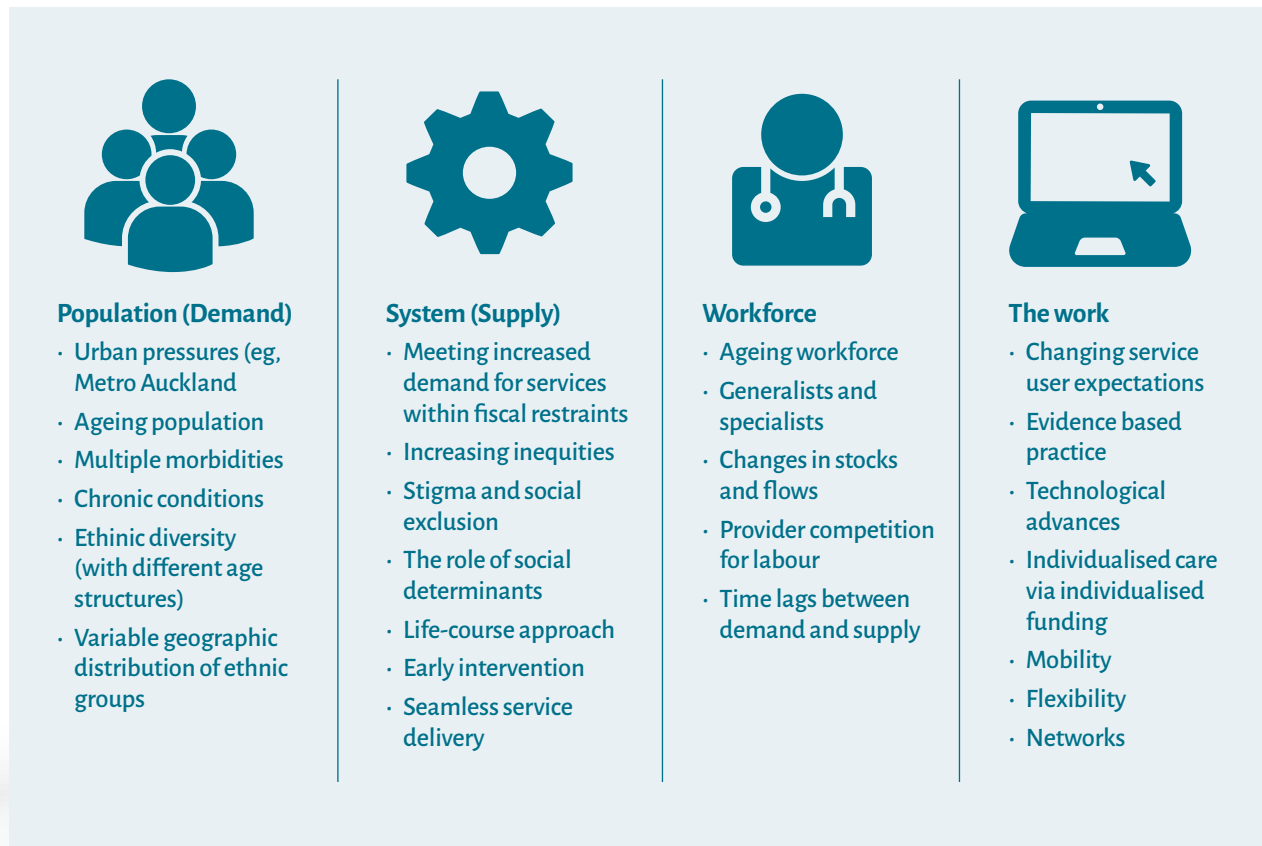 Population (Demand)
· Urban pressures (eg,
Metro Auckland
· Ageing population
· Multiple morbidities
· Chronic conditions
· Ethinic diversity
(with different age
structures)
· Variable geographic
distribution of ethnic
groups
System (Supply)
· Meeting increased
demand for services
within fiscal restraints
· Increasing inequities
· Stigma and social
exclusion
· The role of social
determinants
· Life-course approach
· Early intervention
· Seamless service
delivery
Workforce
· Ageing workforce
· Generalists and
specialists
· Changes in stocks
and flows
· Provider competition
for labour
· Time lags between
demand and supply
The work
· Changing service
user expectations
· Evidence based
practice
· Technological
advances
· Individualised care
via individualised
funding
· Mobility
· Flexibility
· Networks